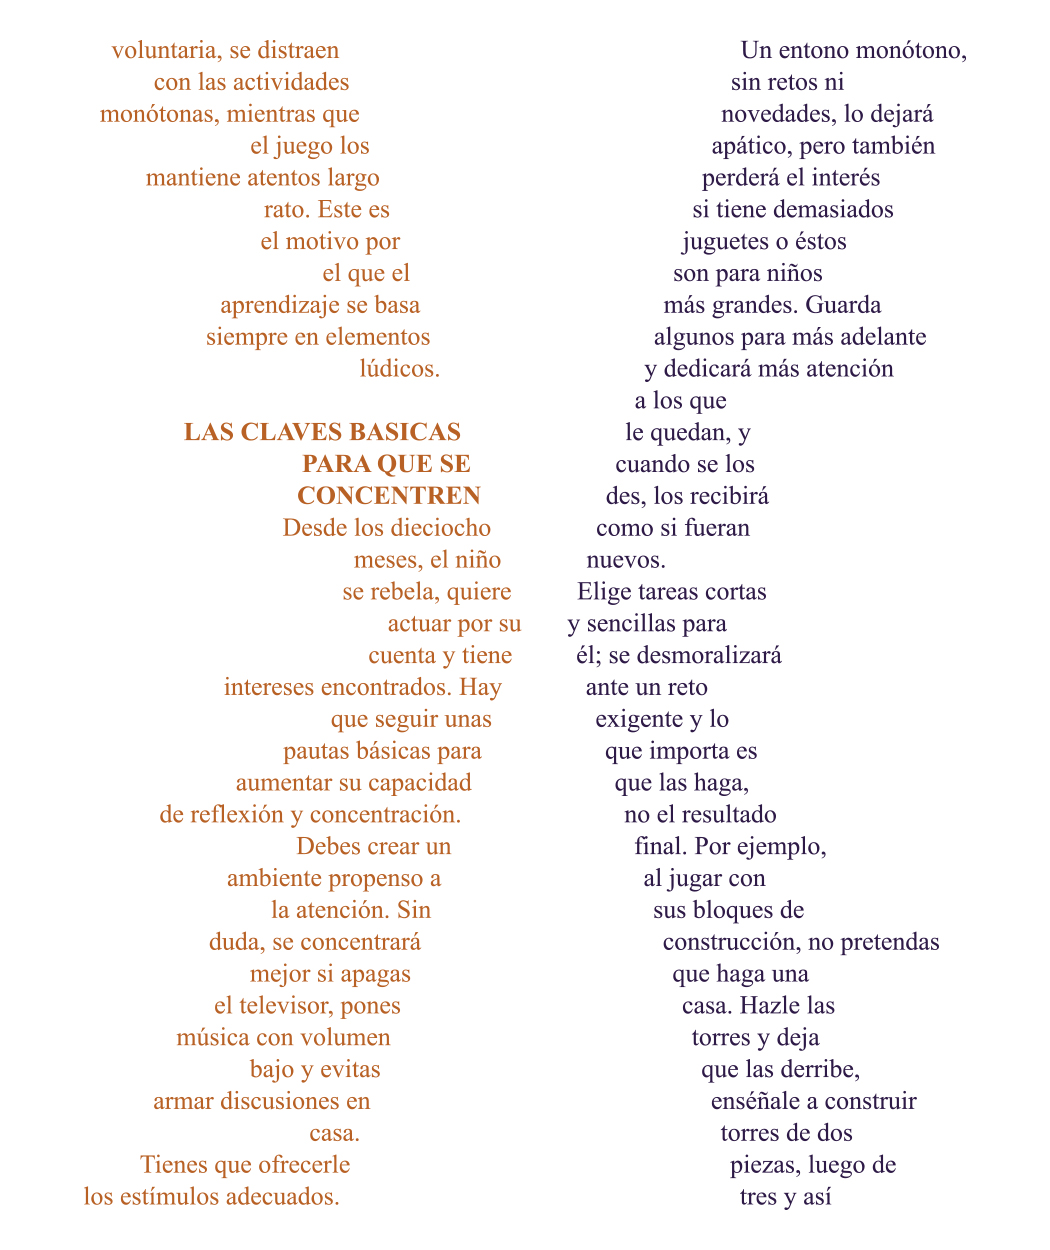 voluntaria, se distraen
con las actividades
monótonas, mientras que
el juego los
mantiene atentos largo
rato. Este es
el motivo por
el que el
aprendizaje se basa
siempre en elementos
lúdicos.
LAS CLAVES BASICAS
PARA QUE SE
CONCENTREN
Desde los dieciocho
meses, el niño
se rebela, quiere
actuar por su
cuenta y tiene
intereses encontrados. Hay
que seguir unas
pautas básicas para
aumentar su capacidad
de reflexión y concentración.
Debes crear un
ambiente propenso a
la atención. Sin
duda, se concentrará
mejor si apagas
el televisor, pones
música con volumen
bajo y evitas
armar discusiones en
casa.
Tienes que ofrecerle
los estímulos adecuados.
Un entono monótono,
sin retos ni
novedades, lo dejará
apático, pero también
perderá el interés
si tiene demasiados
juguetes o éstos
son para niños
más grandes. Guarda
algunos para más adelante
y dedicará más atención
a los que
le quedan, y
cuando se los
des, los recibirá
como si fueran
nuevos.
Elige tareas cortas
y sencillas para
él; se desmoralizará
ante un reto
exigente y lo
que importa es
que las haga,
no el resultado
final. Por ejemplo,
al jugar con
sus bloques de
construcción, no pretendas
que haga una
casa. Hazle las
torres y deja
que las derribe,
enséñale a construir
torres de dos
piezas, luego de
tres y así